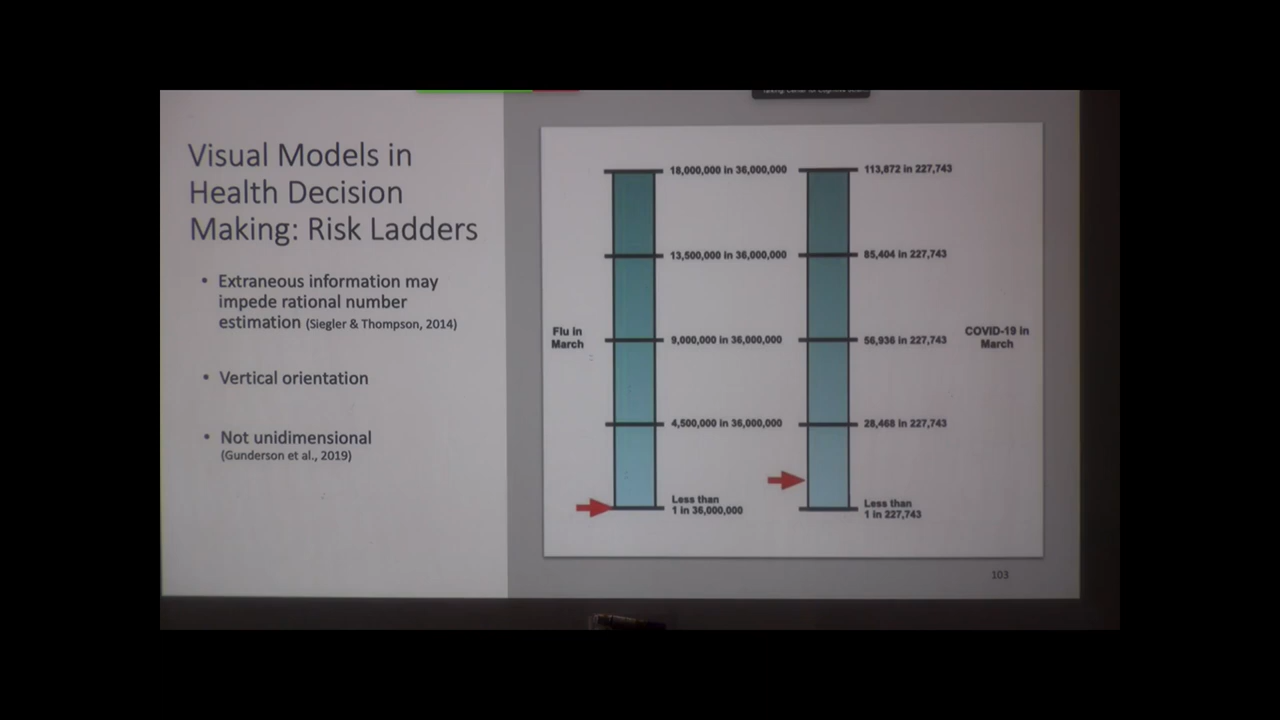 Visual Models in
Health Decision
Making: Risk Ladders
• Extraneous information may
impede rational number
estimation (Siegler & Thompson, 2014)
• Vertical orientation
• Not unidimensional
(Gunderson et al., 2019)
Flu in
March
18,000,000 in 36,000,000
13,500,000 in 36,000,000
9,000,000 in 36,000,000
4,500,000 in 36,000,000
Less than
1 in 36,000,000
113,872 in 227,743
85,404 in 227,743
56,936 in 227,743
28,468 in 227,743
Less than
1 in 227,743
COVID-19 in
March
103